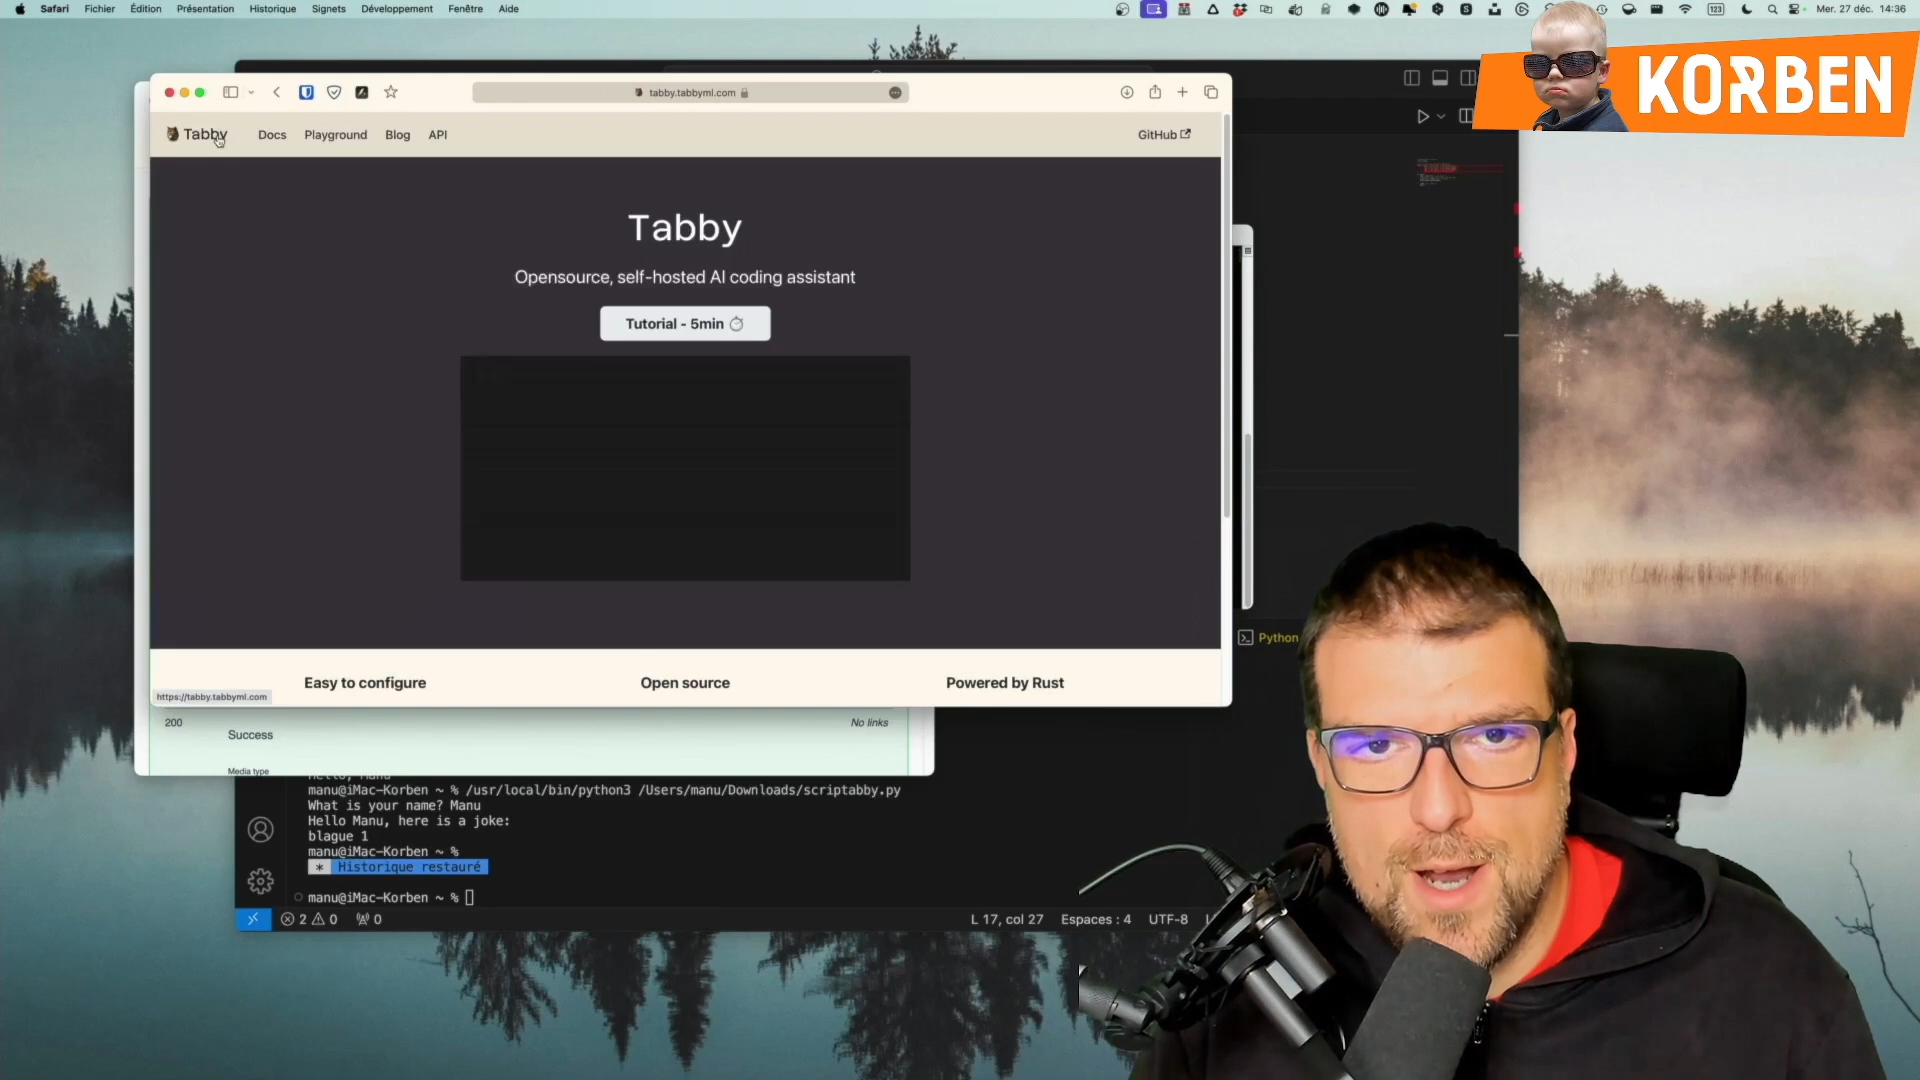 Safari Fichier Édition Présentation Historique Signets Développement Fenêtre Aide
123 Mer. 27 déc. 14:36
KORBEN
tabby.tabbyml.com
Tabby Docs Playground Blog API GitHub
Tabby
Opensource, self-hosted AI coding assistant
Tutorial - 5min
Easy to configure Open source Powered by Rust
https://tabby.tabbyml.com
Python
200 No links
Success
Media type
Hello, Manu
manu@iMac-Korben ~ % /usr/local/bin/python3 /Users/manu/Downloads/scriptabby.py
What is your name? Manu
Hello Manu, here is a joke:
blague 1
manu@iMac-Korben ~ %
* Historique restauré
manu@iMac-Korben ~ %
2 0 0 L 17, col 27 Espaces : 4 UTF-8